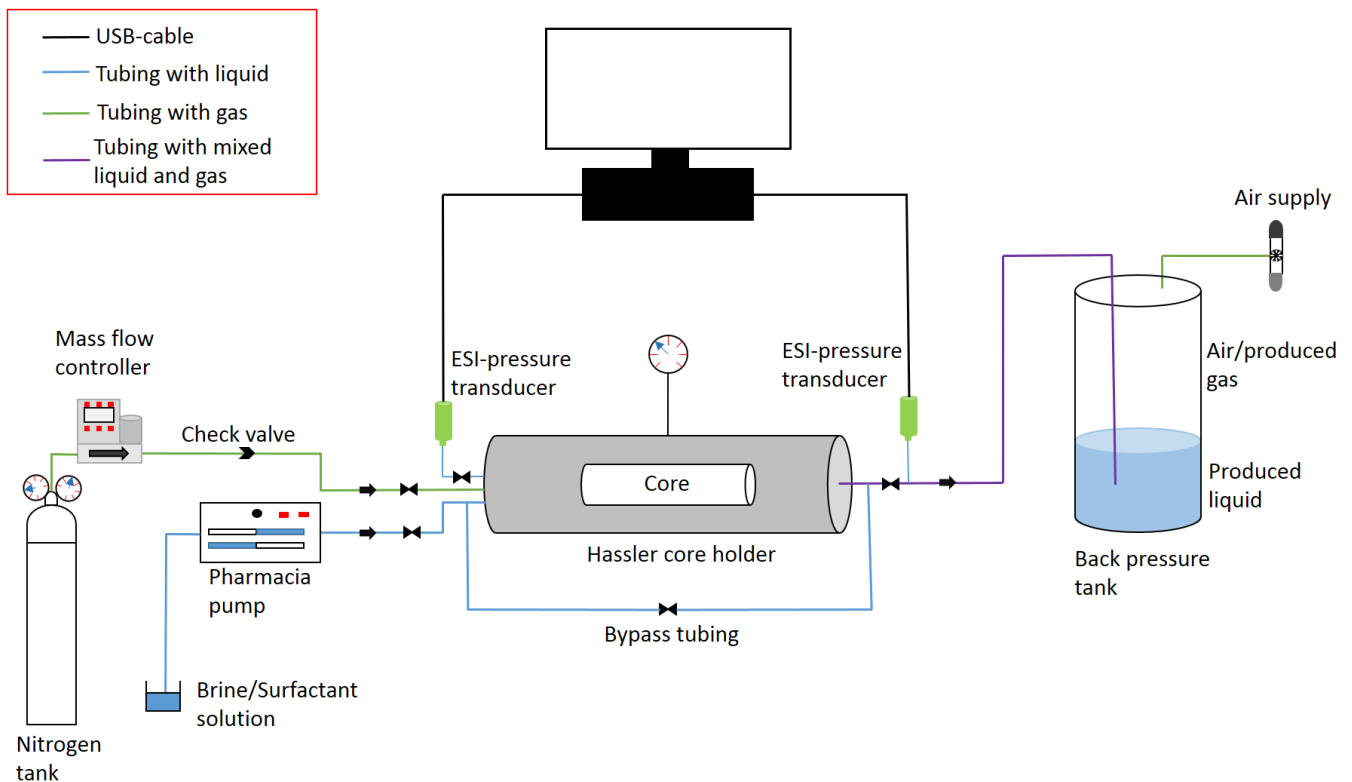 USB-cable
Tubing with liquid
Tubing with gas
Tubing with mixed
liquid and gas
Air supply
Mass flow
controller
ESI-pressure
transducer
ESI-pressure
transducer
Air/produced
gas
Check valve
Core
Produced
liquid
Hassler core holder
Back pressure
tank
Pharmacia
pump
Bypass tubing
Brine/Surfactant
solution
Nitrogen
tank